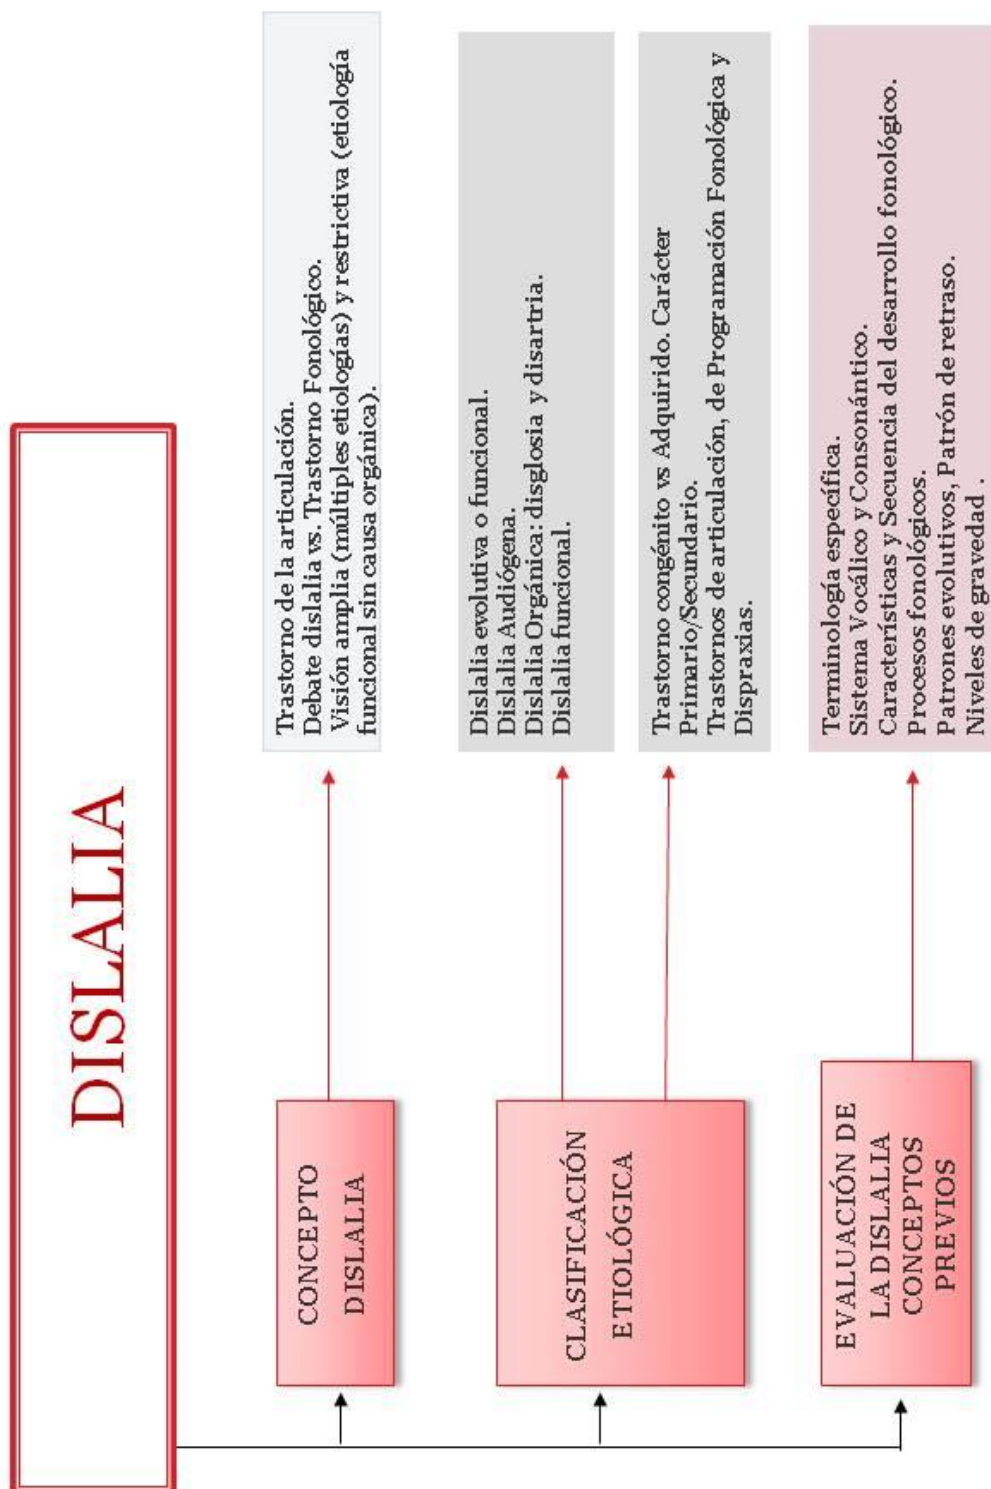 DISLALIA
CONCEPTO
DISLALIA
Trastorno de la articulación.
Debate dislalia vs. Trastorno Fonológico.
Visión amplia (múltiples etiologías) y restrictiva (etiología
funcional sin causa orgánica).
CLASIFICACIÓN
ETIOLÓGICA
Dislalia evolutiva o funcional.
Dislalia Audiógena.
Dislalia Orgánica: disglosia y disartria.
Dislalia funcional.
Trastorno congénito vs Adquirido. Carácter
Primario/Secundario.
Trastornos de articulación, de Programación Fonológica y
Dispraxias.
EVALUACIÓN DE
LA DISLALIA
CONCEPTOS
PREVIOS
Terminología específica.
Sistema Vocálico y Consonántico.
Características y Secuencia del desarrollo fonológico.
Procesos fonológicos.
Patrones evolutivos, Patrón de retraso.
Niveles de gravedad .